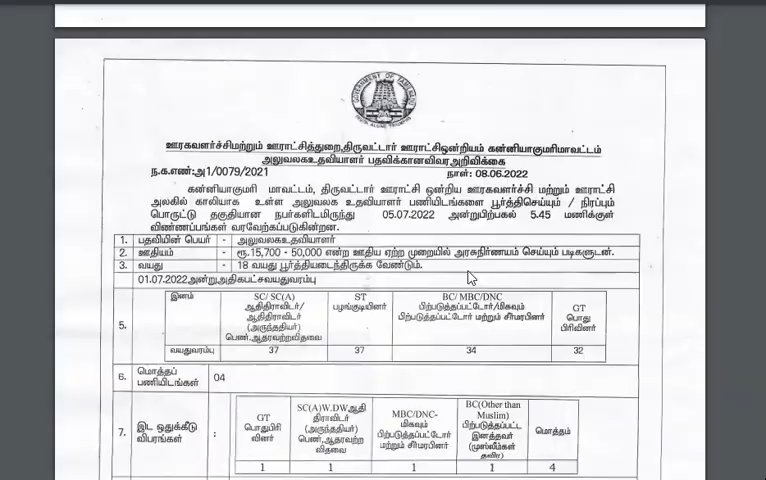 GOVERNMENT OF TAMILNADU
ஊரகவளர்ச்சிமற்றும் ஊராட்சித்துறை,திருவட்டார் ஊராட்சிஒன்றியம் கன்னியாகுமரிமாவட்டம்
அலுவலகஉதவியாளர் பதவிக்கானவிவரஅறிவிக்கை
ந.க.எண்:அ1/0079/2021 நாள்: 08.06.2022
கன்னியாகுமரி மாவட்டம், திருவட்டார் ஊராட்சி ஒன்றிய ஊரகவளர்ச்சி மற்றும் ஊராட்சி
அலகில் காலியாக உள்ள அலுவலக உதவியாளர் பணியிடங்களை பூர்த்திசெய்யும் / நிரப்பும்
பொருட்டு தகுதியான நபர்களிடமிருந்து 05.07.2022 அன்றுபிற்பகல் 5.45 மணிக்குள்
விண்ணப்பங்கள் வரவேற்கப்படுகின்றன.
1. பதவியின் பெயர் - அலுவலகஉதவியாளர்
2. ஊதியம் - ரூ.15,700 - 50,000 என்ற ஊதிய ஏற்ற முறையில் அரசுநிர்ணயம் செய்யும் படிகளுடன்.
3. வயது - 18 வயது பூர்த்தியடைந்திருக்க வேண்டும்.
01.07.2022அன்றுஅதிகபட்சவயதுவரம்பு
5.
இனம்
SC/ SC(A)
ஆதிதிராவிடர்/
ஆதிதிராவிடர்
(அருந்ததியர்)
பெண்.ஆதரவற்றவிதவை
ST
பழங்குடியினர்
BC/ MBC/DNC
பிற்படுத்தப்பட்டோர்/மிகவும்
பிற்படுத்தப்பட்டோர் மற்றும் சீர்மரபினர்
GT
பொது
பிரிவினர்
வயதுவரம்பு 37 37 34 32
6. மொத்தப்
பணியிடங்கள் 04
7. இட ஒதுக்கீடு
விபரங்கள் :
GT
பொதுபிரி
வினர்
SC(A)W.DWஆதி
திராவிடர்
(அருந்ததியர்)
பெண்,ஆதரவற்ற
விதவை
MBC/DNC-
மிகவும்
பிற்படுத்தப்பட்டோர்
மற்றும் சீர்மரபினர்
BC(Other than
Muslim)
பிற்படுத்தப்பட்ட
இனத்தவர்
(முஸ்லீம்கள்
தவிர)
மொத்தம்
1 1 1 1 4